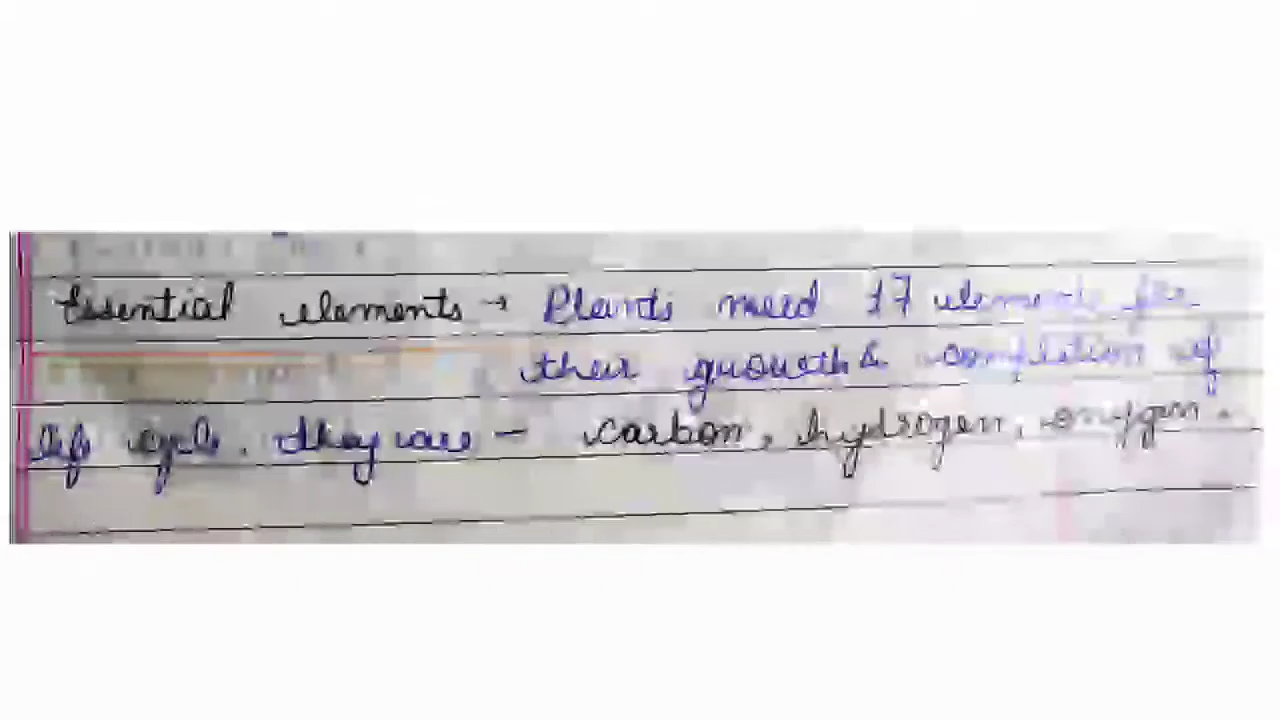 Essential elements → Plants need 17 elements for
their growth & completion of
life cycle. they are - carbon, hydrogen, oxygen.